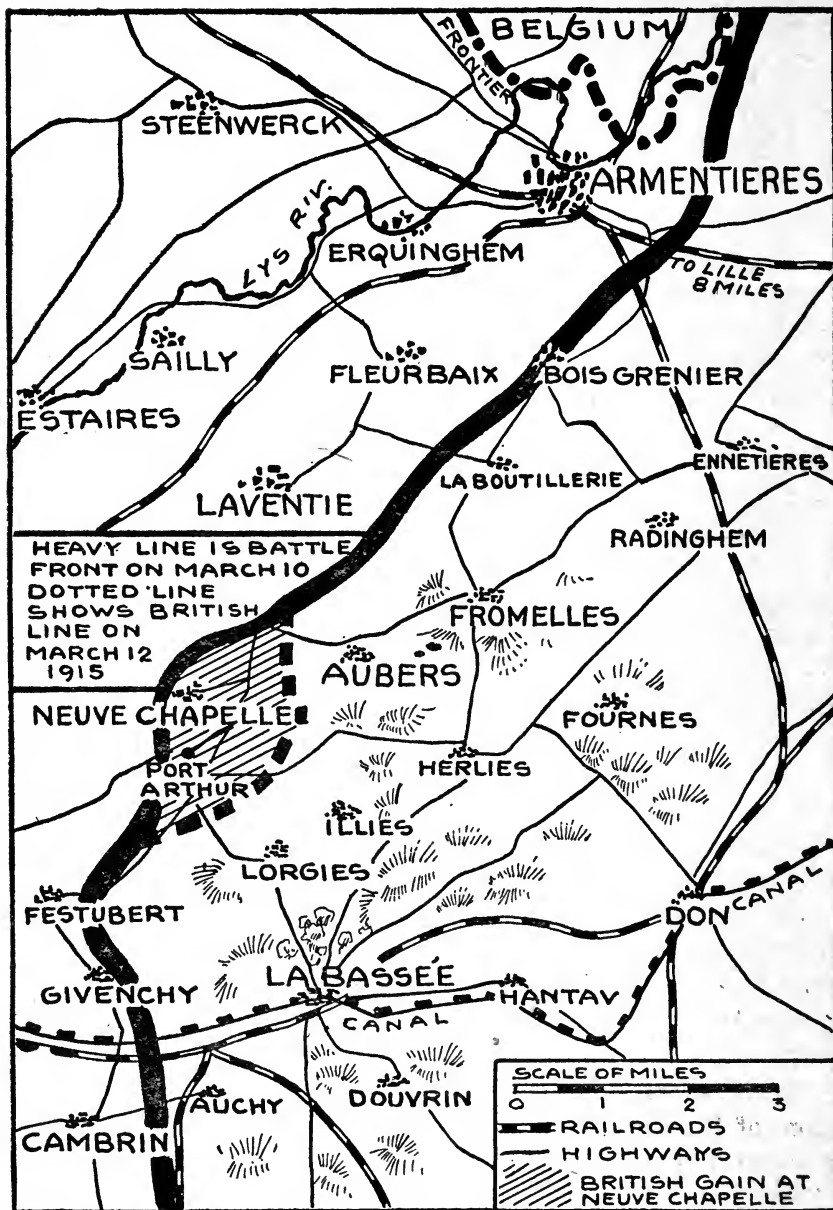 BELGIUM
FRONTIER
STEENWERCK
ARMENTIERES
LYS RIV.
ERQUINGHEM
TO LILLE
8 MILES
SAILLY
FLEURBAIX
BOIS GRENIER
ESTAIRES
ENNETIERES
LA BOUTILLERIE
LAVENTIE
RADINGHEM
HEAVY LINE IS BATTLE
FRONT ON MARCH 10
DOTTED LINE
SHOWS BRITISH
LINE ON
MARCH 12
1915
FROMELLES
AUBERS
NEUVE CHAPELLE
FOURNES
PORT
ARTHUR
HERLIES
ILLIES
LORGIES
FESTUBERT
DON
CANAL
LA BASSÉE
GIVENCHY
HANTAV
CANAL
AUCHY
DOUVRIN
CAMBRIN
SCALE OF MILES
0 1 2 3
RAILROADS
HIGHWAYS
BRITISH GAIN AT
NEUVE CHAPELLE